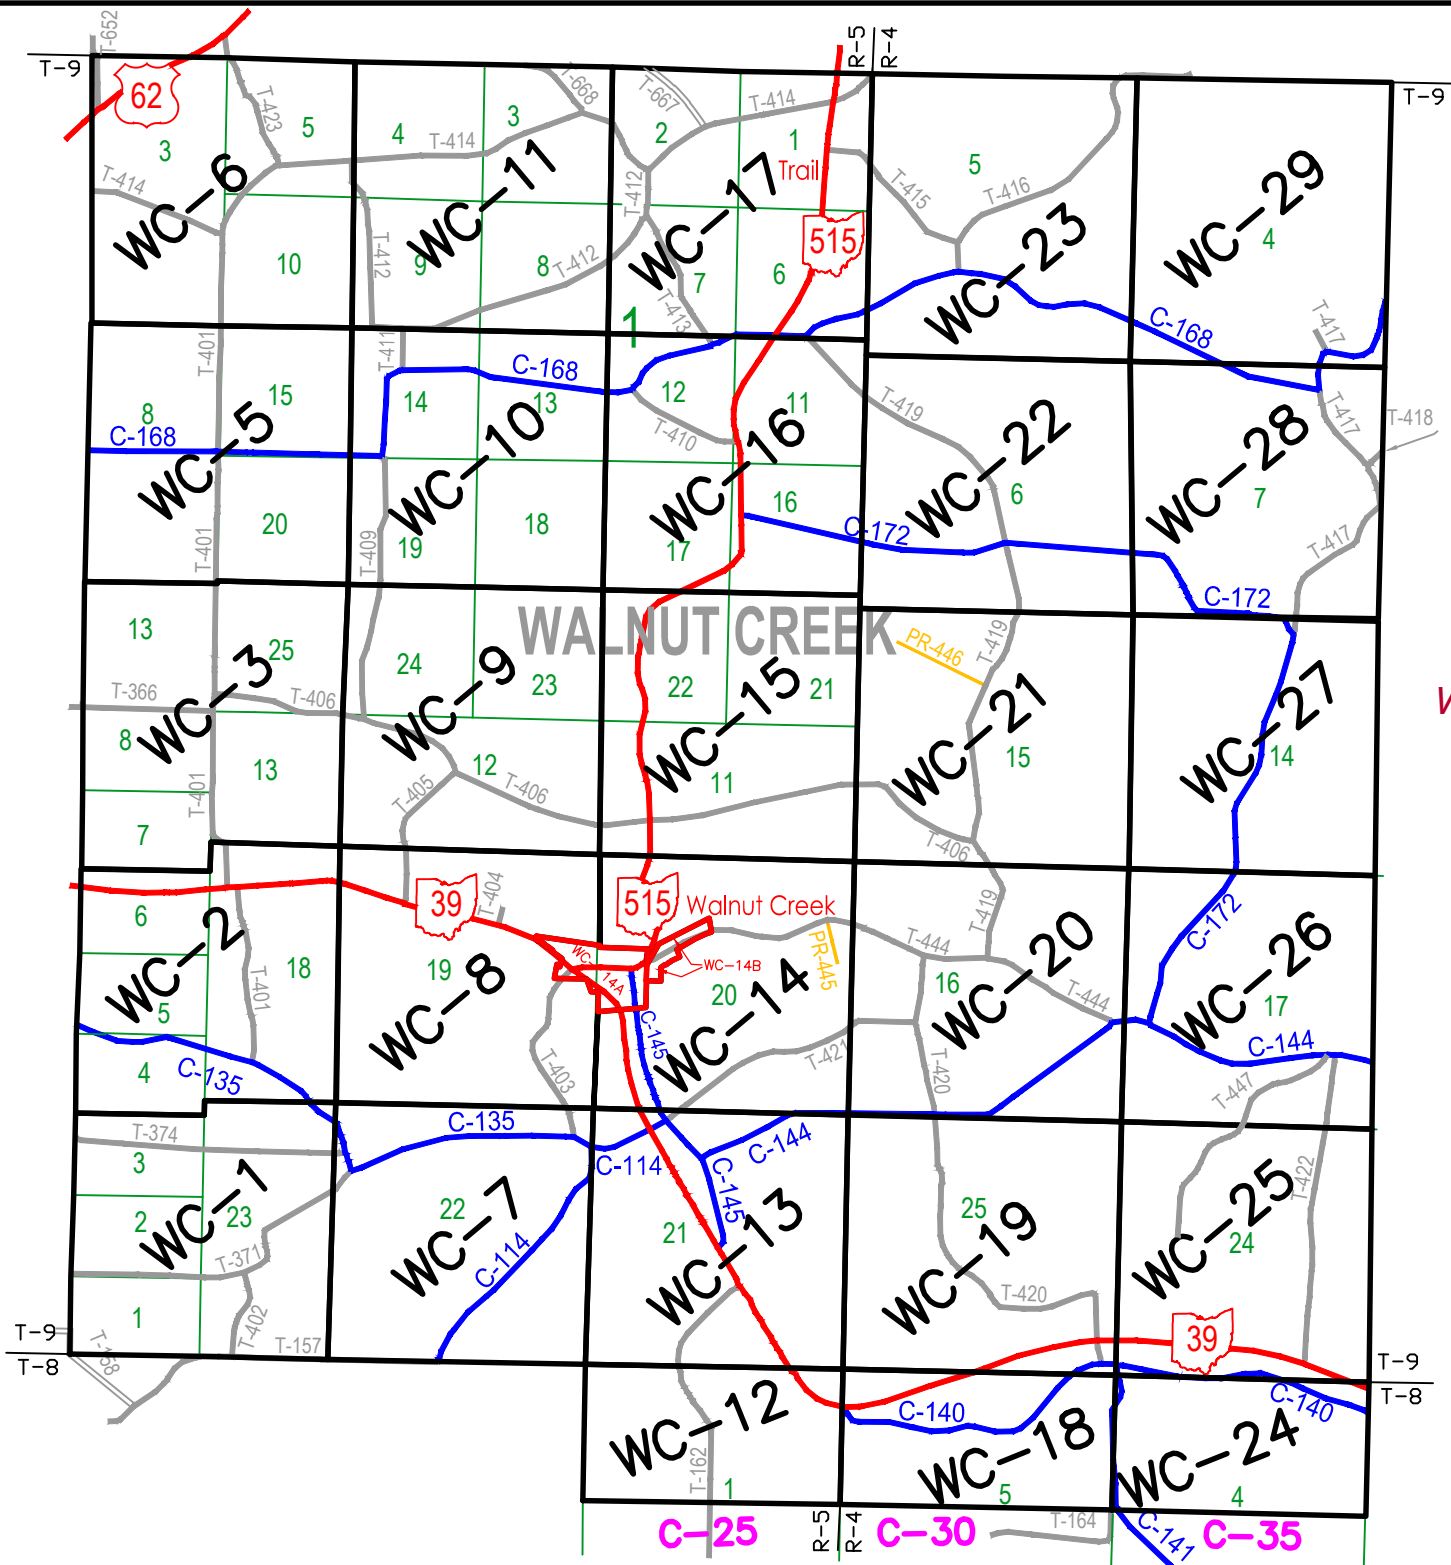 T-652
R-5
R-4
T-9
62
T-423
5
4
T-414
3
T-668
T-667
2
T-414
1
T-9
3
Trail
5
T-414
WC-6
WC-11
T-412
WC-17
T-415
T-416
WC-29
4
10
T-412
9
8
T-412
7
6
515
WC-23
T-413
1
C-168
T-417
T-401
T-411
C-168
15
14
13
12
11
8
C-168
WC-5
WC-10
T-410
WC-16
T-419
WC-22
WC-28
T-417
T-418
6
7
20
T-401
T-409
19
18
17
16
C-172
T-417
C-172
13
25
24
WALNUT CREEK
PR-446
T-419
T-366
WC-3
T-406
WC-9
23
22
WC-15
21
WC-21
WC-27
8
13
12
11
15
14
T-401
T-405
T-406
7
T-406
6
WC-2
39
T-404
515
Walnut Creek
T-419
C-172
18
19
WC-8
WC-14A
WC-14B
PR-445
T-444
WC-20
WC-26
5
T-401
20
WC-14
16
T-444
17
4
C-135
T-403
C-145
T-421
T-420
C-144
T-447
T-374
C-135
C-114
C-144
3
T-422
2
23
WC-1
22
WC-7
C-145
21
WC-13
25
WC-19
WC-25
24
T-371
C-114
1
T-402
T-157
T-420
39
T-9
T-8
T-158
T-9
T-8
WC-12
C-140
WC-18
WC-24
C-140
T-162
1
5
4
C-25
R-5
R-4
C-30
T-164
C-141
C-35